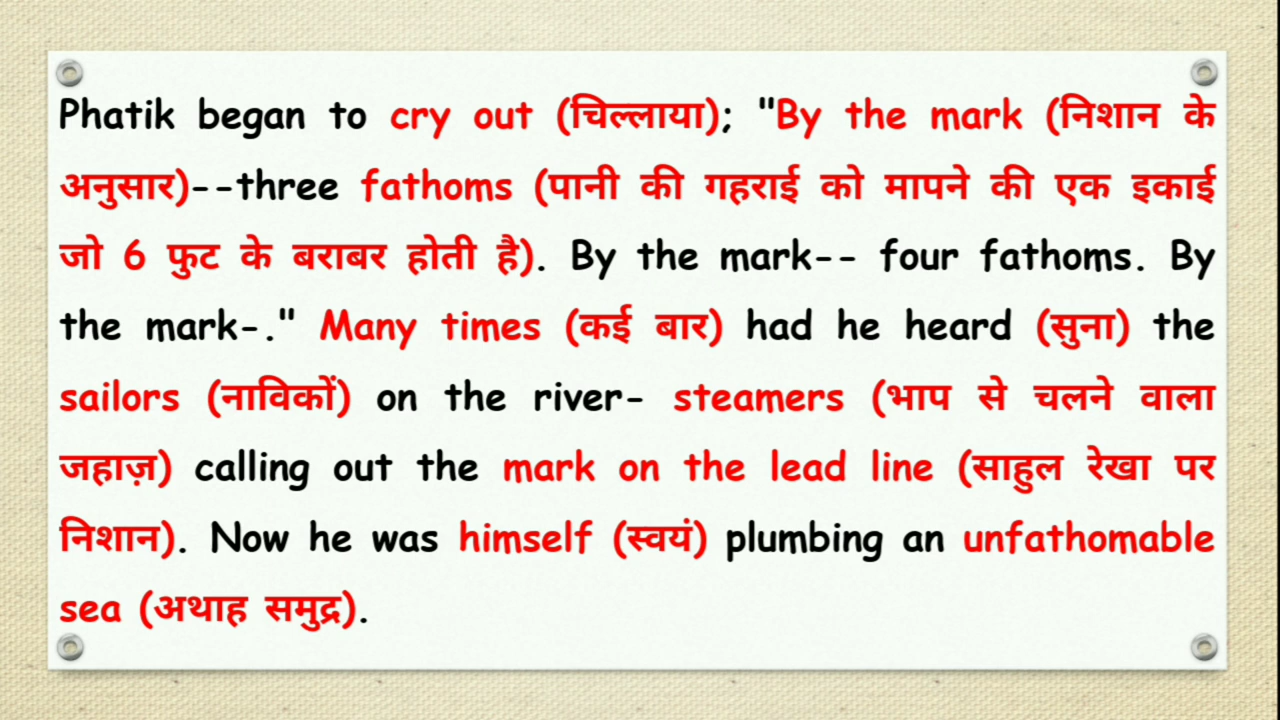 Phatik began to cry out (चिल्लाया); "By the mark (निशान के
अनुसार)--three fathoms (पानी की गहराई को मापने की एक इकाई
जो 6 फुट के बराबर होती है). By the mark-- four fathoms. By
the mark-." Many times (कई बार) had he heard (सुना) the
sailors (नाविकों) on the river- steamers (भाप से चलने वाला
जहाज़) calling out the mark on the lead line (साहुल रेखा पर
निशान). Now he was himself (स्वयं) plumbing an unfathomable
sea (अथाह समुद्र).